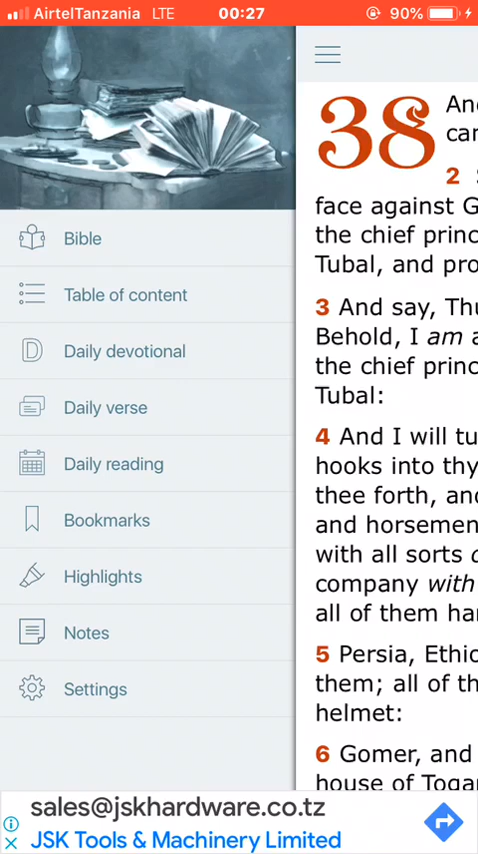 AirtelTanzania LTE 00:27 90%
Bible
Table of content
Daily devotional
Daily verse
Daily reading
Bookmarks
Highlights
Notes
Settings
38 And
2
face against G
the chief princ
Tubal, and pro
3 And say, Thu
Behold, I am a
the chief princ
Tubal:
4 And I will tu
hooks into thy
thee forth, and
and horsemen
with all sorts
company with
all of them ha
5 Persia, Ethio
them; all of th
helmet:
6 Gomer, and
house of Togar
sales@jskhardware.co.tz
JSK Tools & Machinery Limited